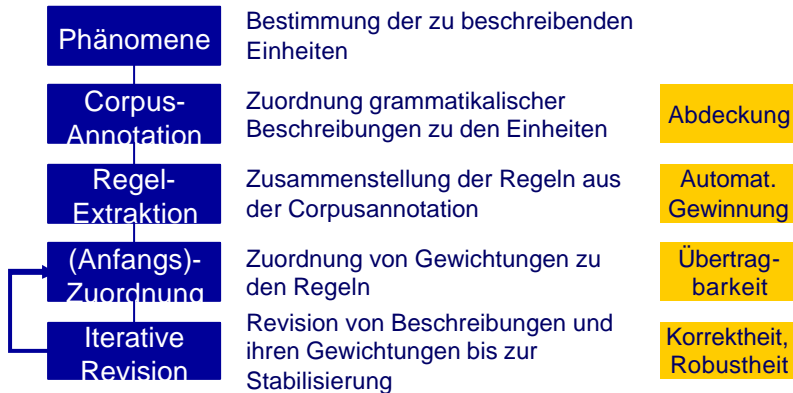 Phänomene
Bestimmung der zu beschreibenden
Einheiten
Corpus-
Annotation
Zuordnung grammatikalischer
Beschreibungen zu den Einheiten
Abdeckung
Regel-
Extraktion
Zusammenstellung der Regeln aus
der Corpusannotation
Automat.
Gewinnung
(Anfangs)-
Zuordnung
Zuordnung von Gewichtungen zu
den Regeln
Übertrag-
barkeit
Iterative
Revision
Revision von Beschreibungen und
ihren Gewichtungen bis zur
Stabilisierung
Korrektheit,
Robustheit